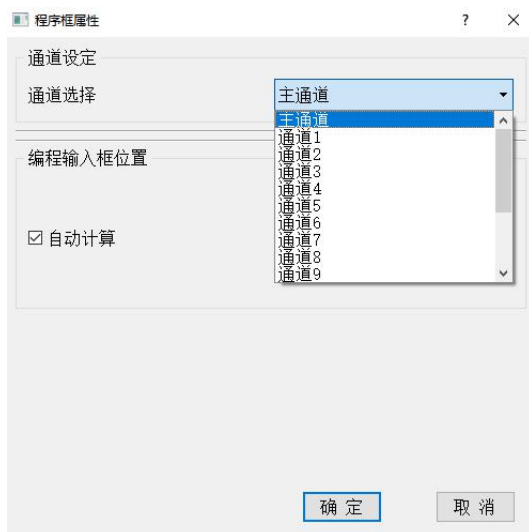 程序框属性
通道设定
通道选择
主通道
主通道
通道1
通道2
通道3
通道4
通道5
通道6
通道7
通道8
通道9
编程输入框位置
自动计算
确 定
取 消